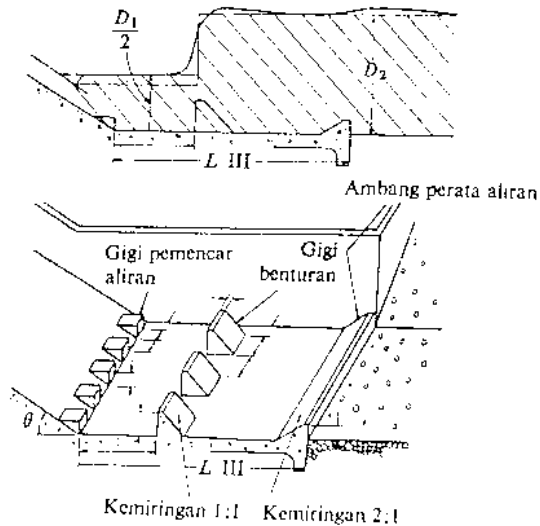 D₁
2
D₂
L III
Ambang perata aliran
Gigi pemencar
aliran
Gigi
benturan
θ
L III
Kemiringan 1:1 Kemiringan 2:1